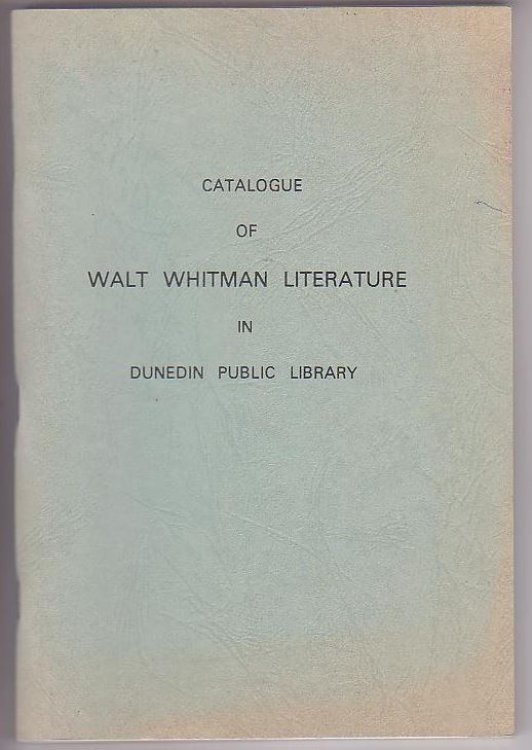 CATALOGUE
OF
WALT WHITMAN LITERATURE
IN
DUNEDIN PUBLIC LIBRARY